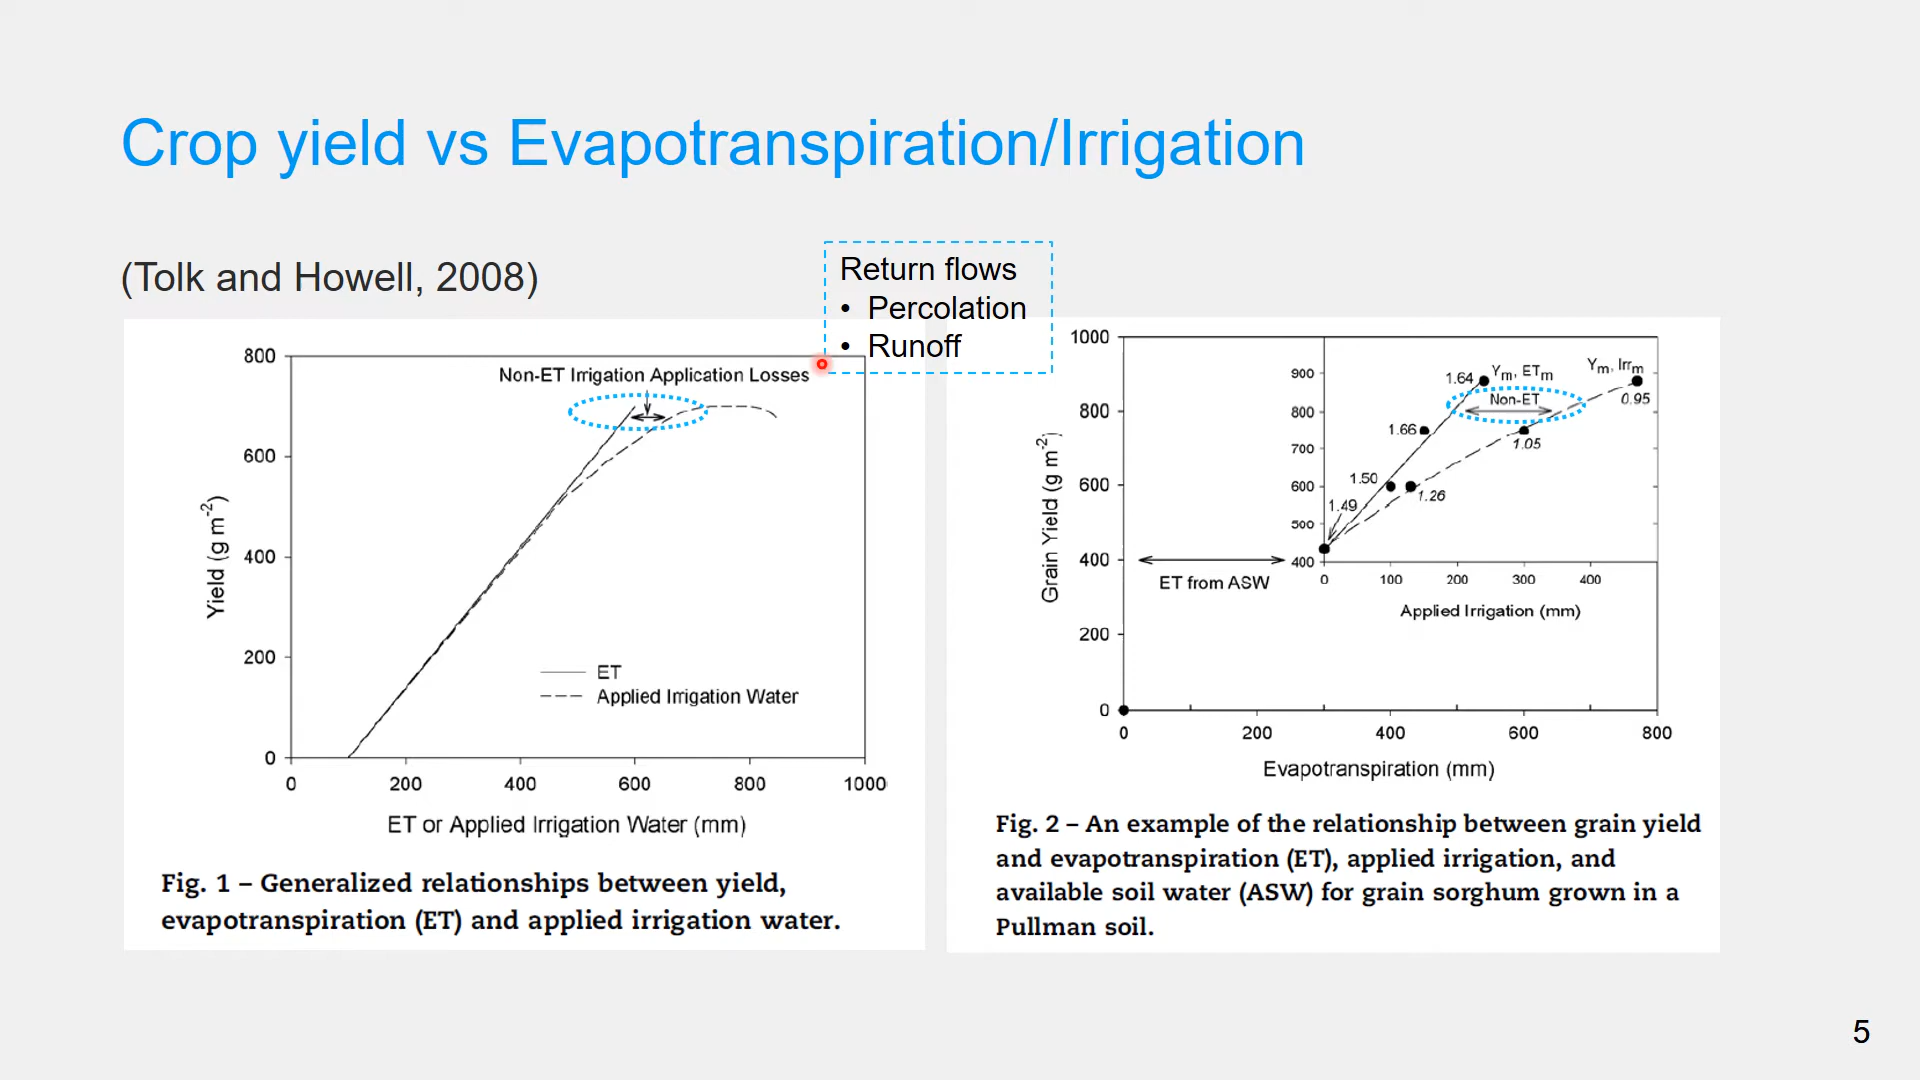 Crop yield vs Evapotranspiration/Irrigation
(Tolk and Howell, 2008)
Return flows
• Percolation
• Runoff
Non-ET Irrigation Application Losses
800
600
400
200
0
Yield (g m-2)
ET
Applied Irrigation Water
0 200 400 600 800 1000
ET or Applied Irrigation Water (mm)
Fig. 1 – Generalized relationships between yield,
evapotranspiration (ET) and applied irrigation water.
1000
800
600
400
200
0
Grain Yield (g m-2)
ET from ASW
900
800
700
600
500
400
1.64
Ym, ETm
Ym, Irrm
Non-ET
0.95
1.66
1.05
1.50
1.26
1.49
0 100 200 300 400
Applied Irrigation (mm)
0 200 400 600 800
Evapotranspiration (mm)
Fig. 2 – An example of the relationship between grain yield
and evapotranspiration (ET), applied irrigation, and
available soil water (ASW) for grain sorghum grown in a
Pullman soil.
5